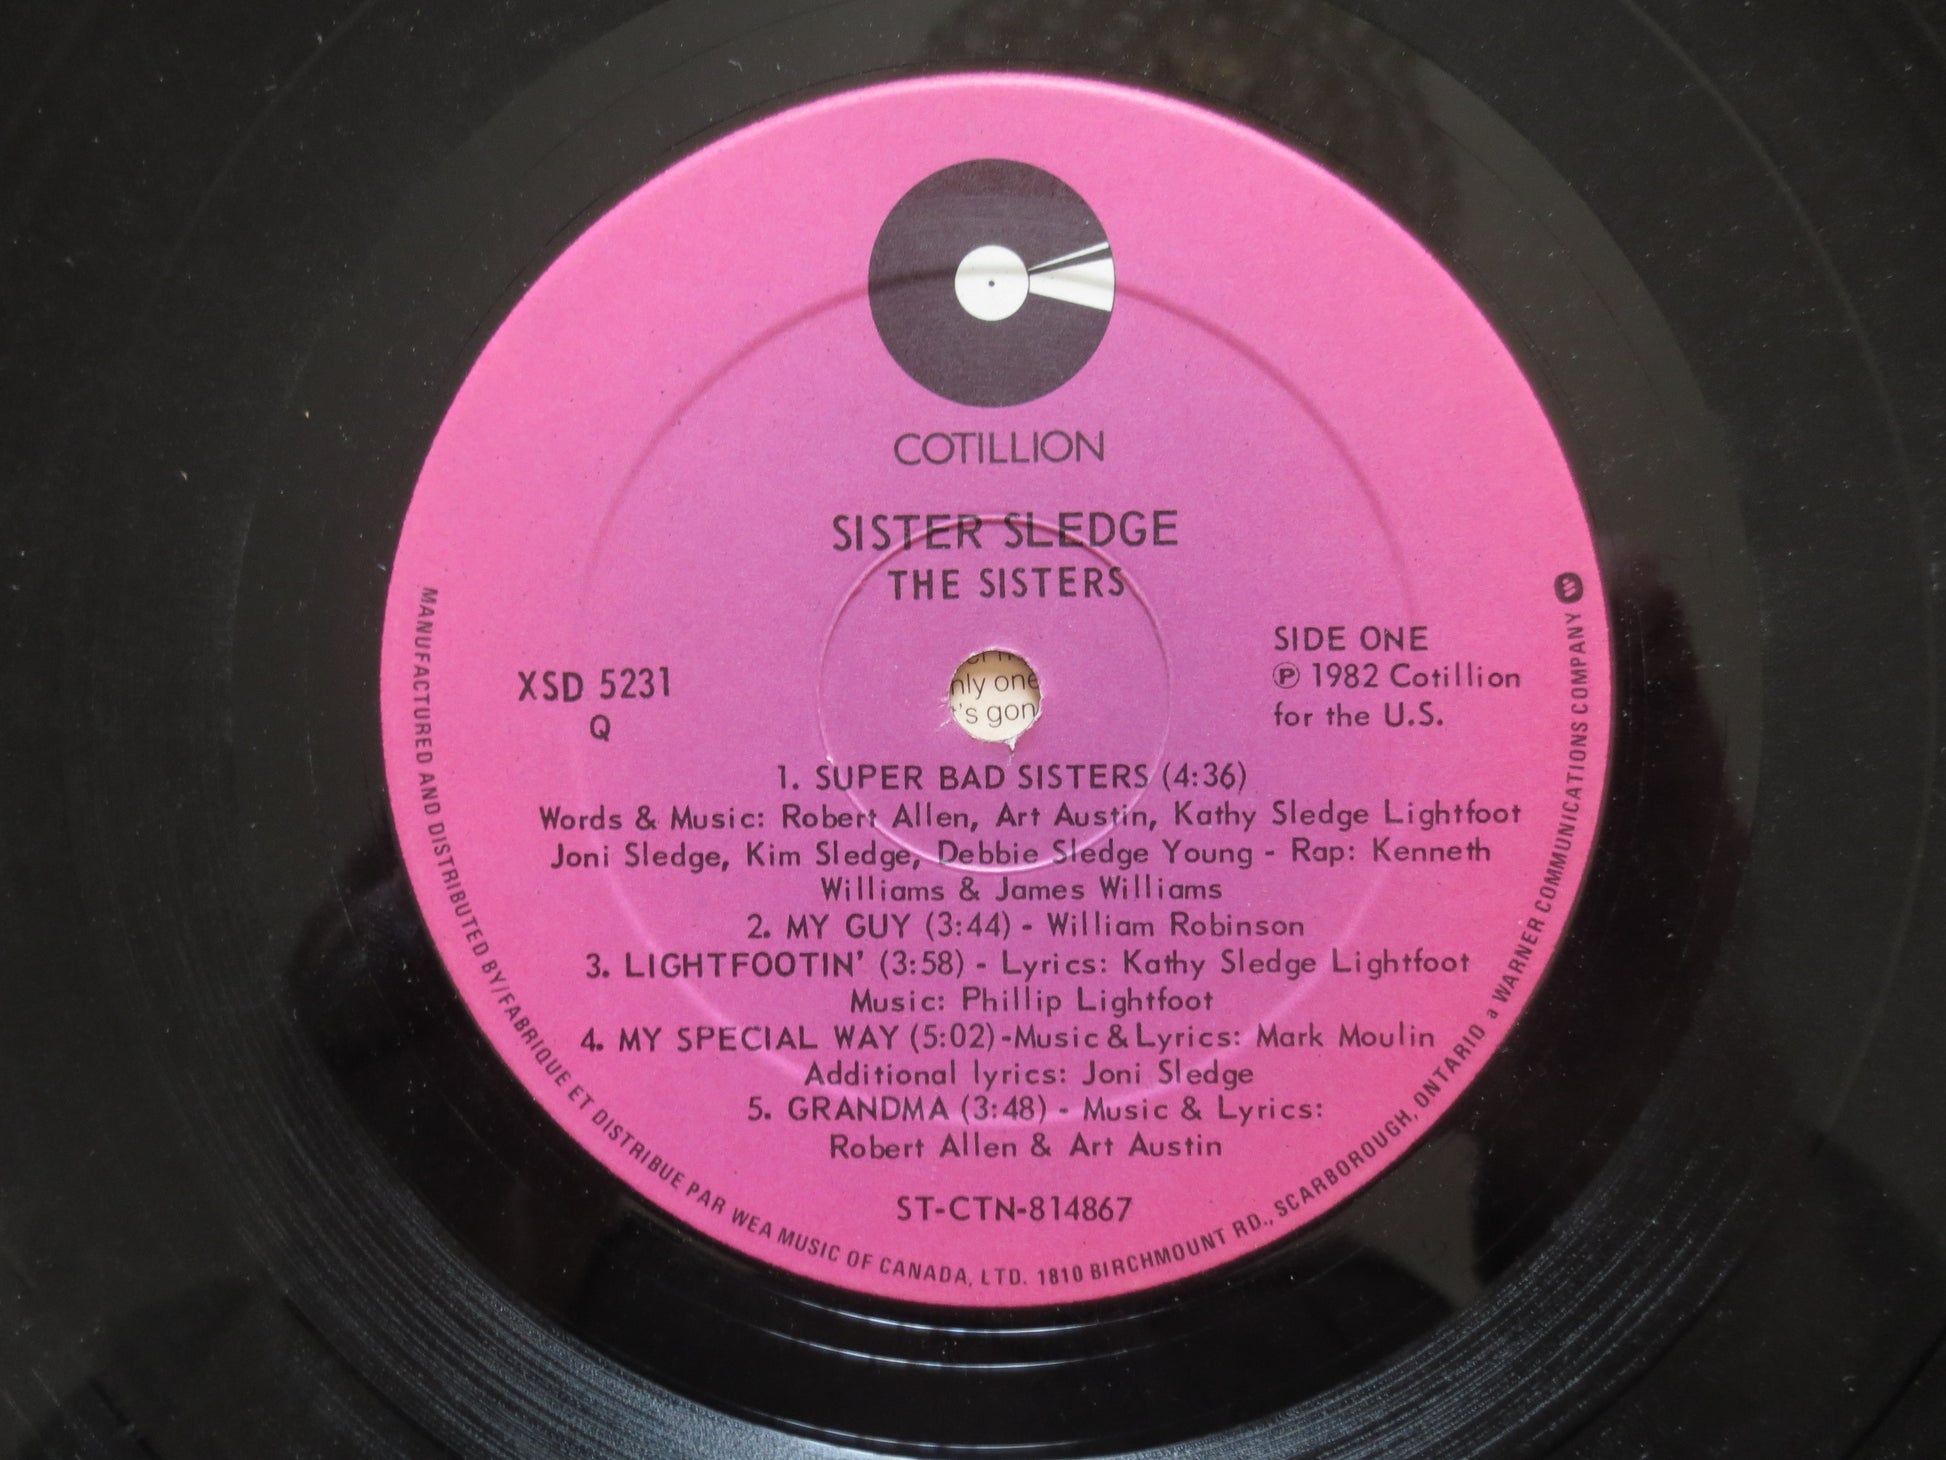 COTILLION
SISTER SLEDGE
THE SISTERS
XSD 5231
Q
SIDE ONE
Ⓟ 1982 Cotillion
for the U.S.
nly one
's gon
1. SUPER BAD SISTERS (4:36)
Words & Music: Robert Allen, Art Austin, Kathy Sledge Lightfoot
Joni Sledge, Kim Sledge, Debbie Sledge Young - Rap: Kenneth
Williams & James Williams
2. MY GUY (3:44) - William Robinson
3. LIGHTFOOTIN' (3:58) - Lyrics: Kathy Sledge Lightfoot
Music: Phillip Lightfoot
4. MY SPECIAL WAY (5:02)-Music & Lyrics: Mark Moulin
Additional lyrics: Joni Sledge
5. GRANDMA (3:48) - Music & Lyrics:
Robert Allen & Art Austin
ST-CTN-814867
MANUFACTURED AND DISTRIBUTED BY/FABRIQUE ET DISTRIBUE PAR WEA MUSIC OF CANADA, LTD. 1810 BIRCHMOUNT RD., SCARBOROUGH, ONTARIO a WARNER COMMUNICATIONS COMPANY